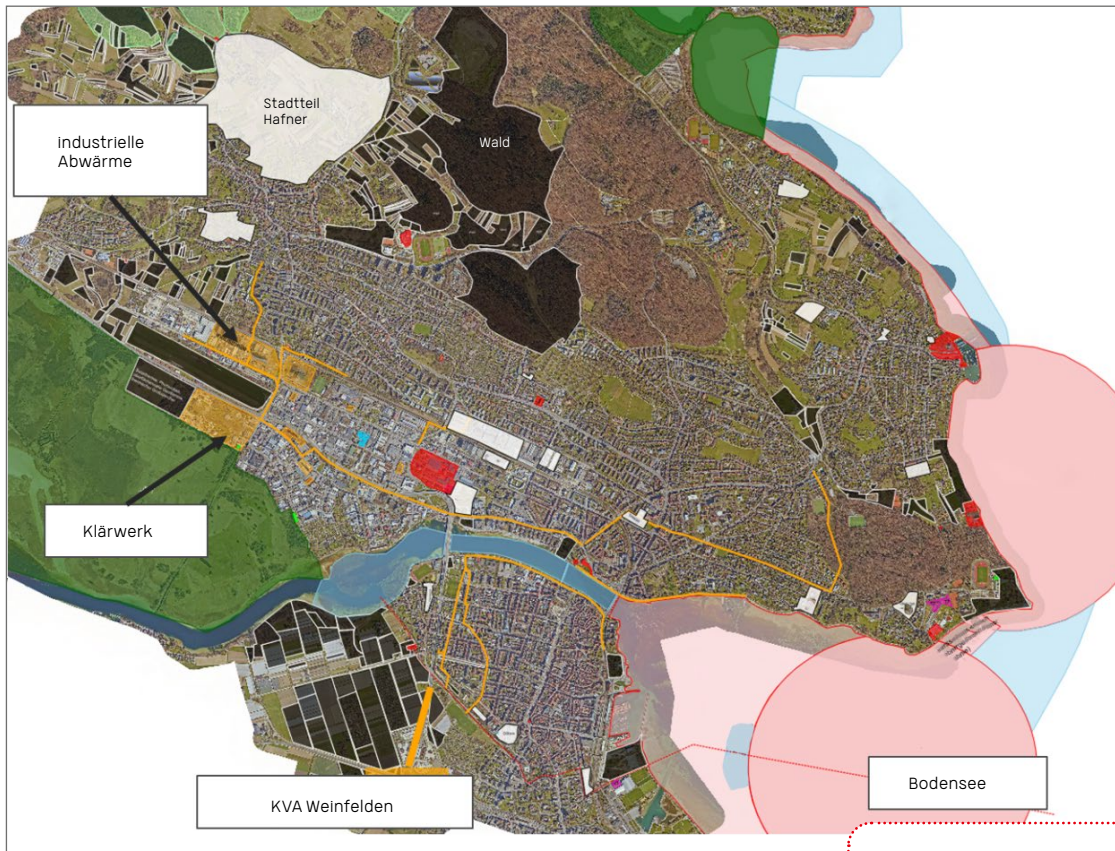 Stadtteil
Hafner
industrielle
Abwärme
Wald
Klärwerk
KVA Weinfelden
Bodensee